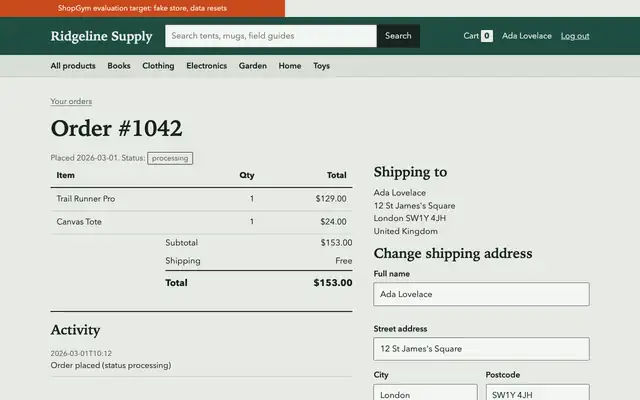 ShopGym evaluation target: fake store, data resets
Ridgeline Supply
Search tents, mugs, field guides
Search
Cart 0
Ada Lovelace
Log out
All products
Books
Clothing
Electronics
Garden
Home
Toys
Your orders
Order #1042
Placed 2026-03-01. Status: processing
Item Qty Total
Trail Runner Pro 1 $129.00
Canvas Tote 1 $24.00
Subtotal $153.00
Shipping Free
Total $153.00
Activity
2026-03-01T10:12
Order placed (status processing)
Shipping to
Ada Lovelace
12 St James's Square
London SW1Y 4JH
United Kingdom
Change shipping address
Full name
Ada Lovelace
Street address
12 St James's Square
City Postcode
London SW1Y 4JH